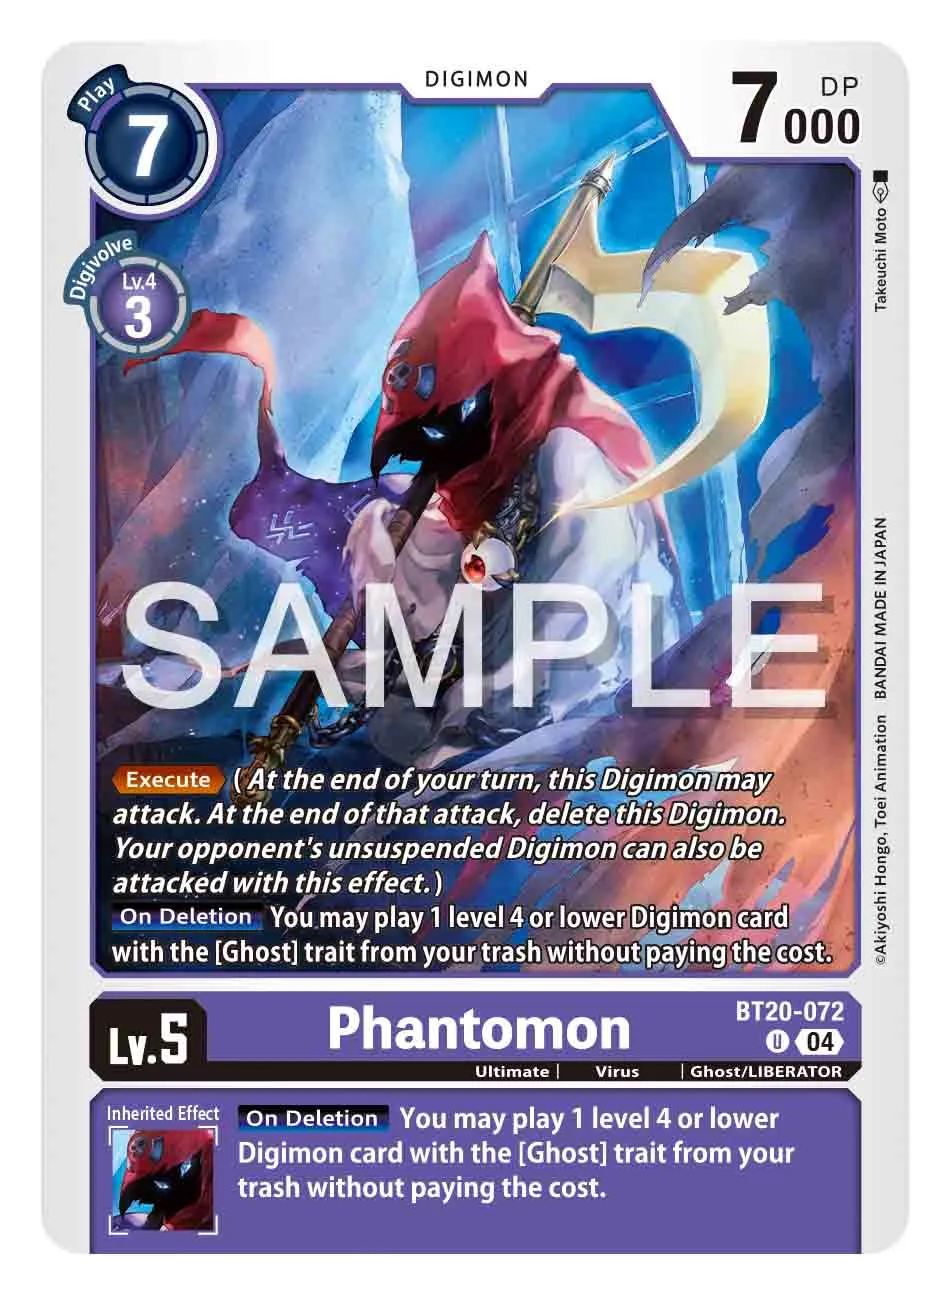 DIGIMON
Play
7
DP
7000
Digivolve
Lv.4
3
Takeuchi Moto
SAMPLE
BANDAI MADE IN JAPAN
©Akiyoshi Hongo, Toei Animation
Execute (At the end of your turn, this Digimon may
attack. At the end of that attack, delete this Digimon.
Your opponent's unsuspended Digimon can also be
attacked with this effect.)
On Deletion You may play 1 level 4 or lower Digimon card
with the [Ghost] trait from your trash without paying the cost.
Lv.5
Phantomon
BT20-072
U 04
Ultimate | Virus | Ghost/LIBERATOR
Inherited Effect
On Deletion You may play 1 level 4 or lower
Digimon card with the [Ghost] trait from your
trash without paying the cost.